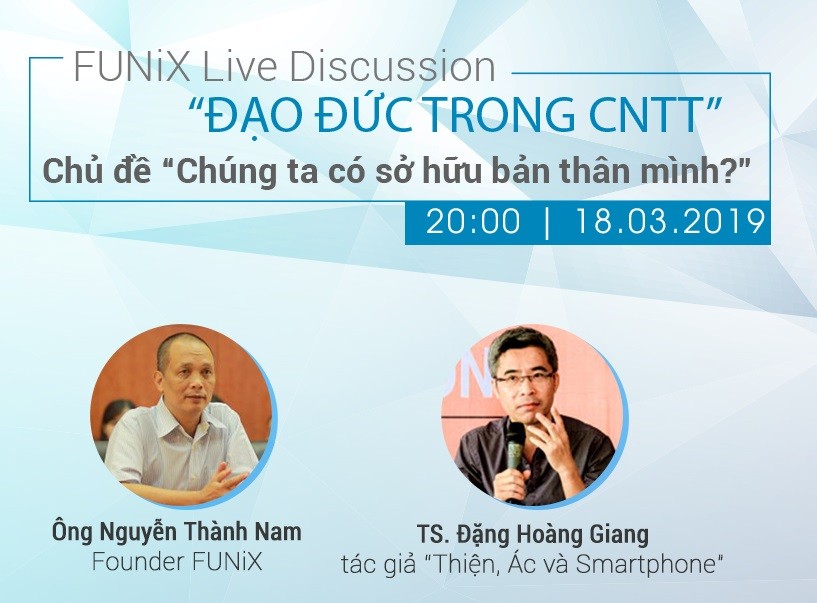 FUNiX Live Discussion
“ĐẠO ĐỨC TRONG CNTT”
Chủ đề “Chúng ta có sở hữu bản thân mình?”
20:00 | 18.03.2019
UN
Ông Nguyễn Thành Nam
Founder FUNiX
TS. Đặng Hoàng Giang
tác giả “Thiện, Ác và Smartphone”